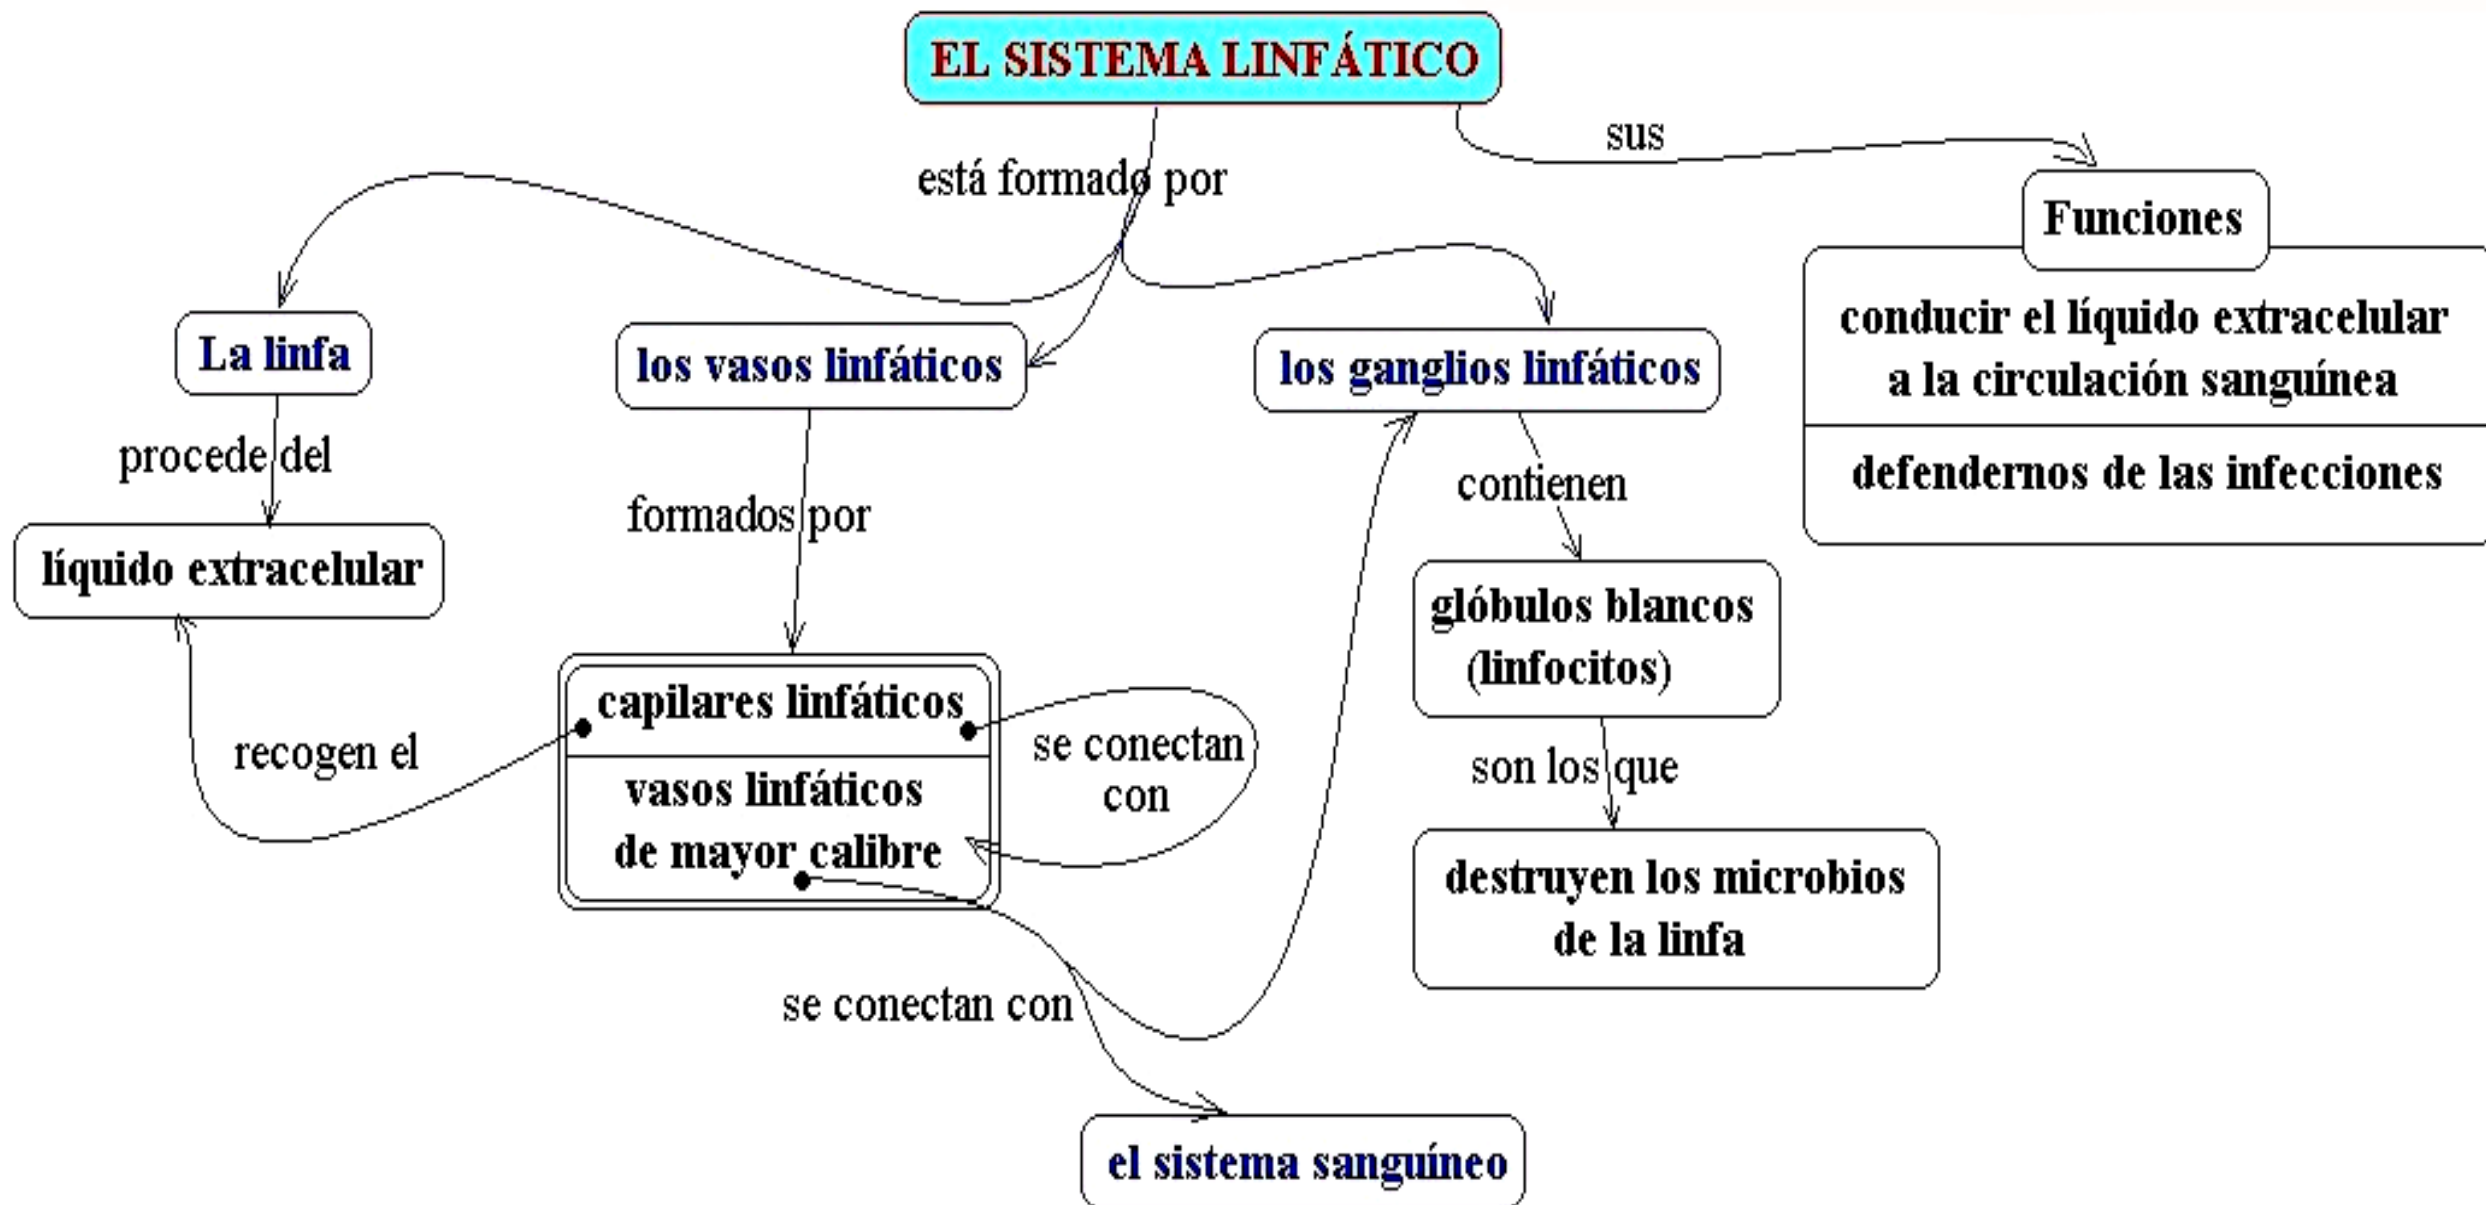 EL SISTEMA LINFÁTICO
sus
está formado por
Funciones
conducir el líquido extracelular
a la circulación sanguínea
defendernos de las infecciones
La linfa
los vasos linfáticos
los ganglios linfáticos
procede del
formados por
contienen
líquido extracelular
glóbulos blancos
(linfocitos)
capilares linfáticos
recogen el
se conectan
con
vasos linfáticos
de mayor calibre
son los que
destruyen los microbios
de la linfa
se conectan con
el sistema sanguíneo